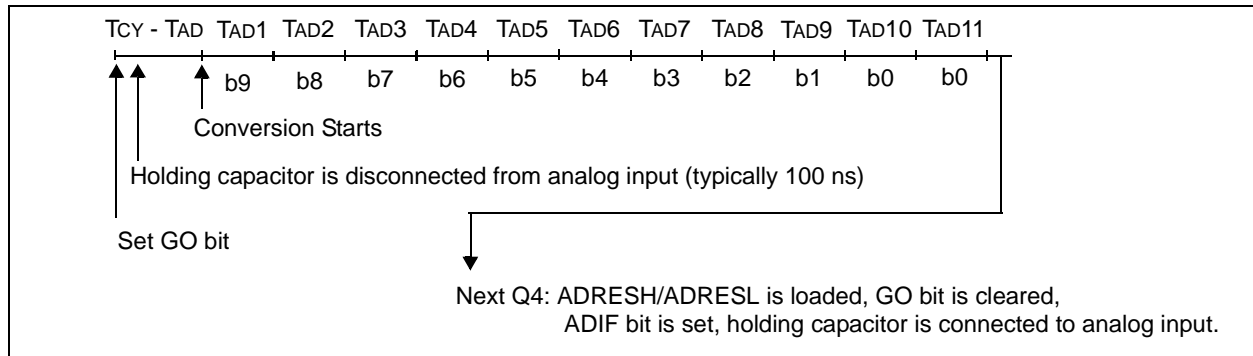 TCY - TAD TAD1 TAD2 TAD3 TAD4 TAD5 TAD6 TAD7 TAD8 TAD9 TAD10 TAD11
b9 b8 b7 b6 b5 b4 b3 b2 b1 b0 b0
Conversion Starts
Holding capacitor is disconnected from analog input (typically 100 ns)
Set GO bit
Next Q4: ADRESH/ADRESL is loaded, GO bit is cleared,
ADIF bit is set, holding capacitor is connected to analog input.